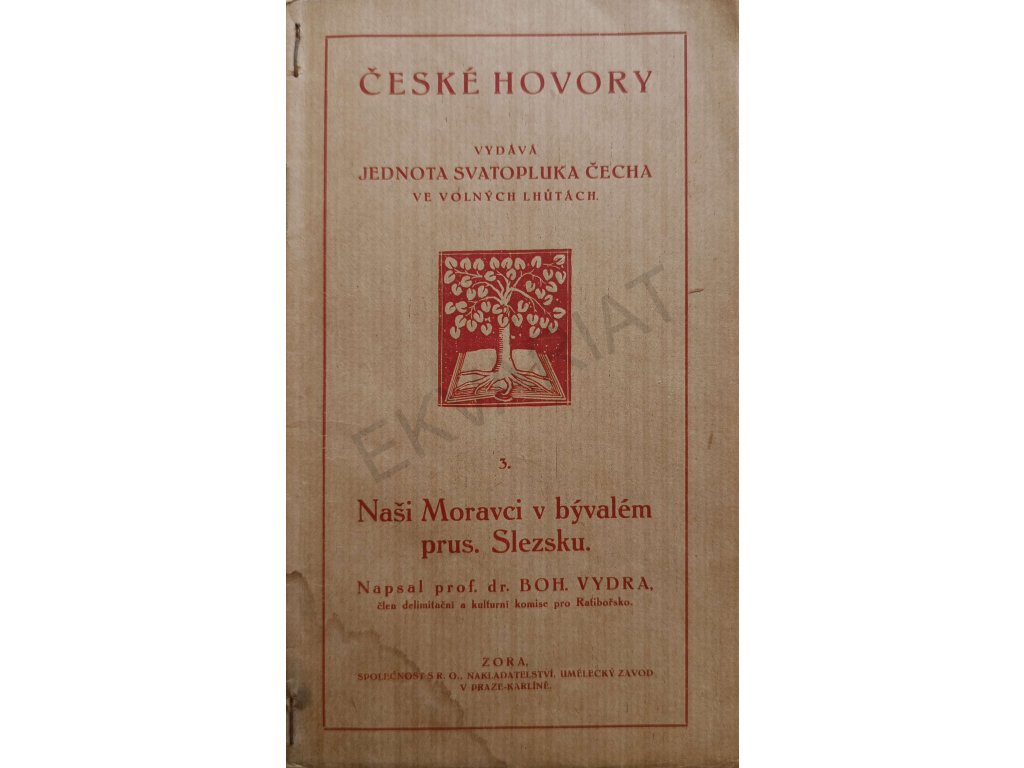 ČESKÉ HOVORY
VYDÁVÁ
JEDNOTA SVATOPLUKA ČECHA
VE VOLNÝCH LHŮTÁCH.
EKVARIAT
3.
Naši Moravci v bývalém
prus. Slezsku.
Napsal prof. dr. BOH. VYDRA,
člen delimitační a kulturní komise pro Ratibořsko.
ZORA,
SPOLEČNOST S R. O., NAKLADATELSTVÍ, UMĚLECKÝ ZÁVOD
V PRAZE-KARLÍNĚ.